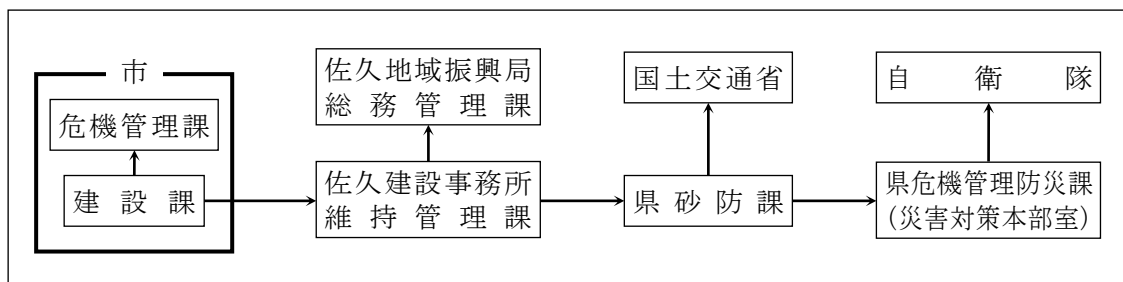 市
危機管理課
建設課
佐久地域振興局
総務管理課
佐久建設事務所
維持管理課
国土交通省
県砂防課
自衛隊
県危機管理防災課
(災害対策本部室)